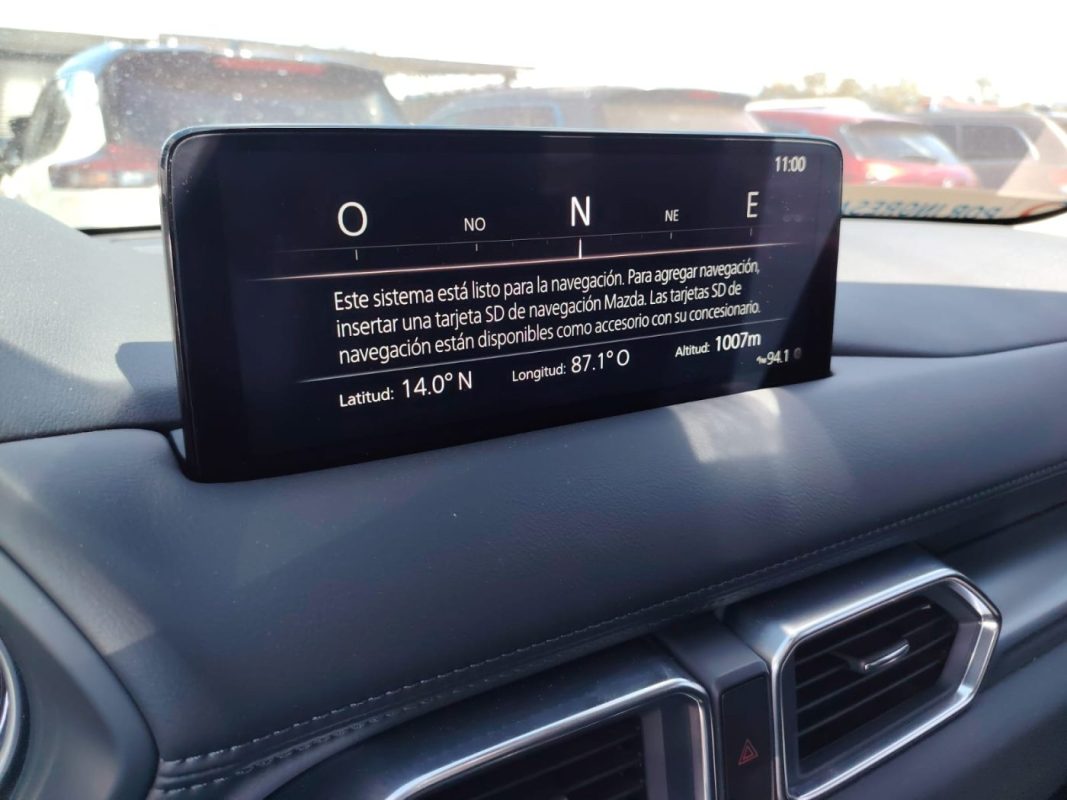 11:00
O NO N NE E
Este sistema está listo para la navegación. Para agregar navegación,
insertar una tarjeta SD de navegación Mazda. Las tarjetas SD de
navegación están disponibles como accesorio con su concesionario.
Latitud: 14.0° N Longitud: 87.1° O Altitud: 1007m
94.1